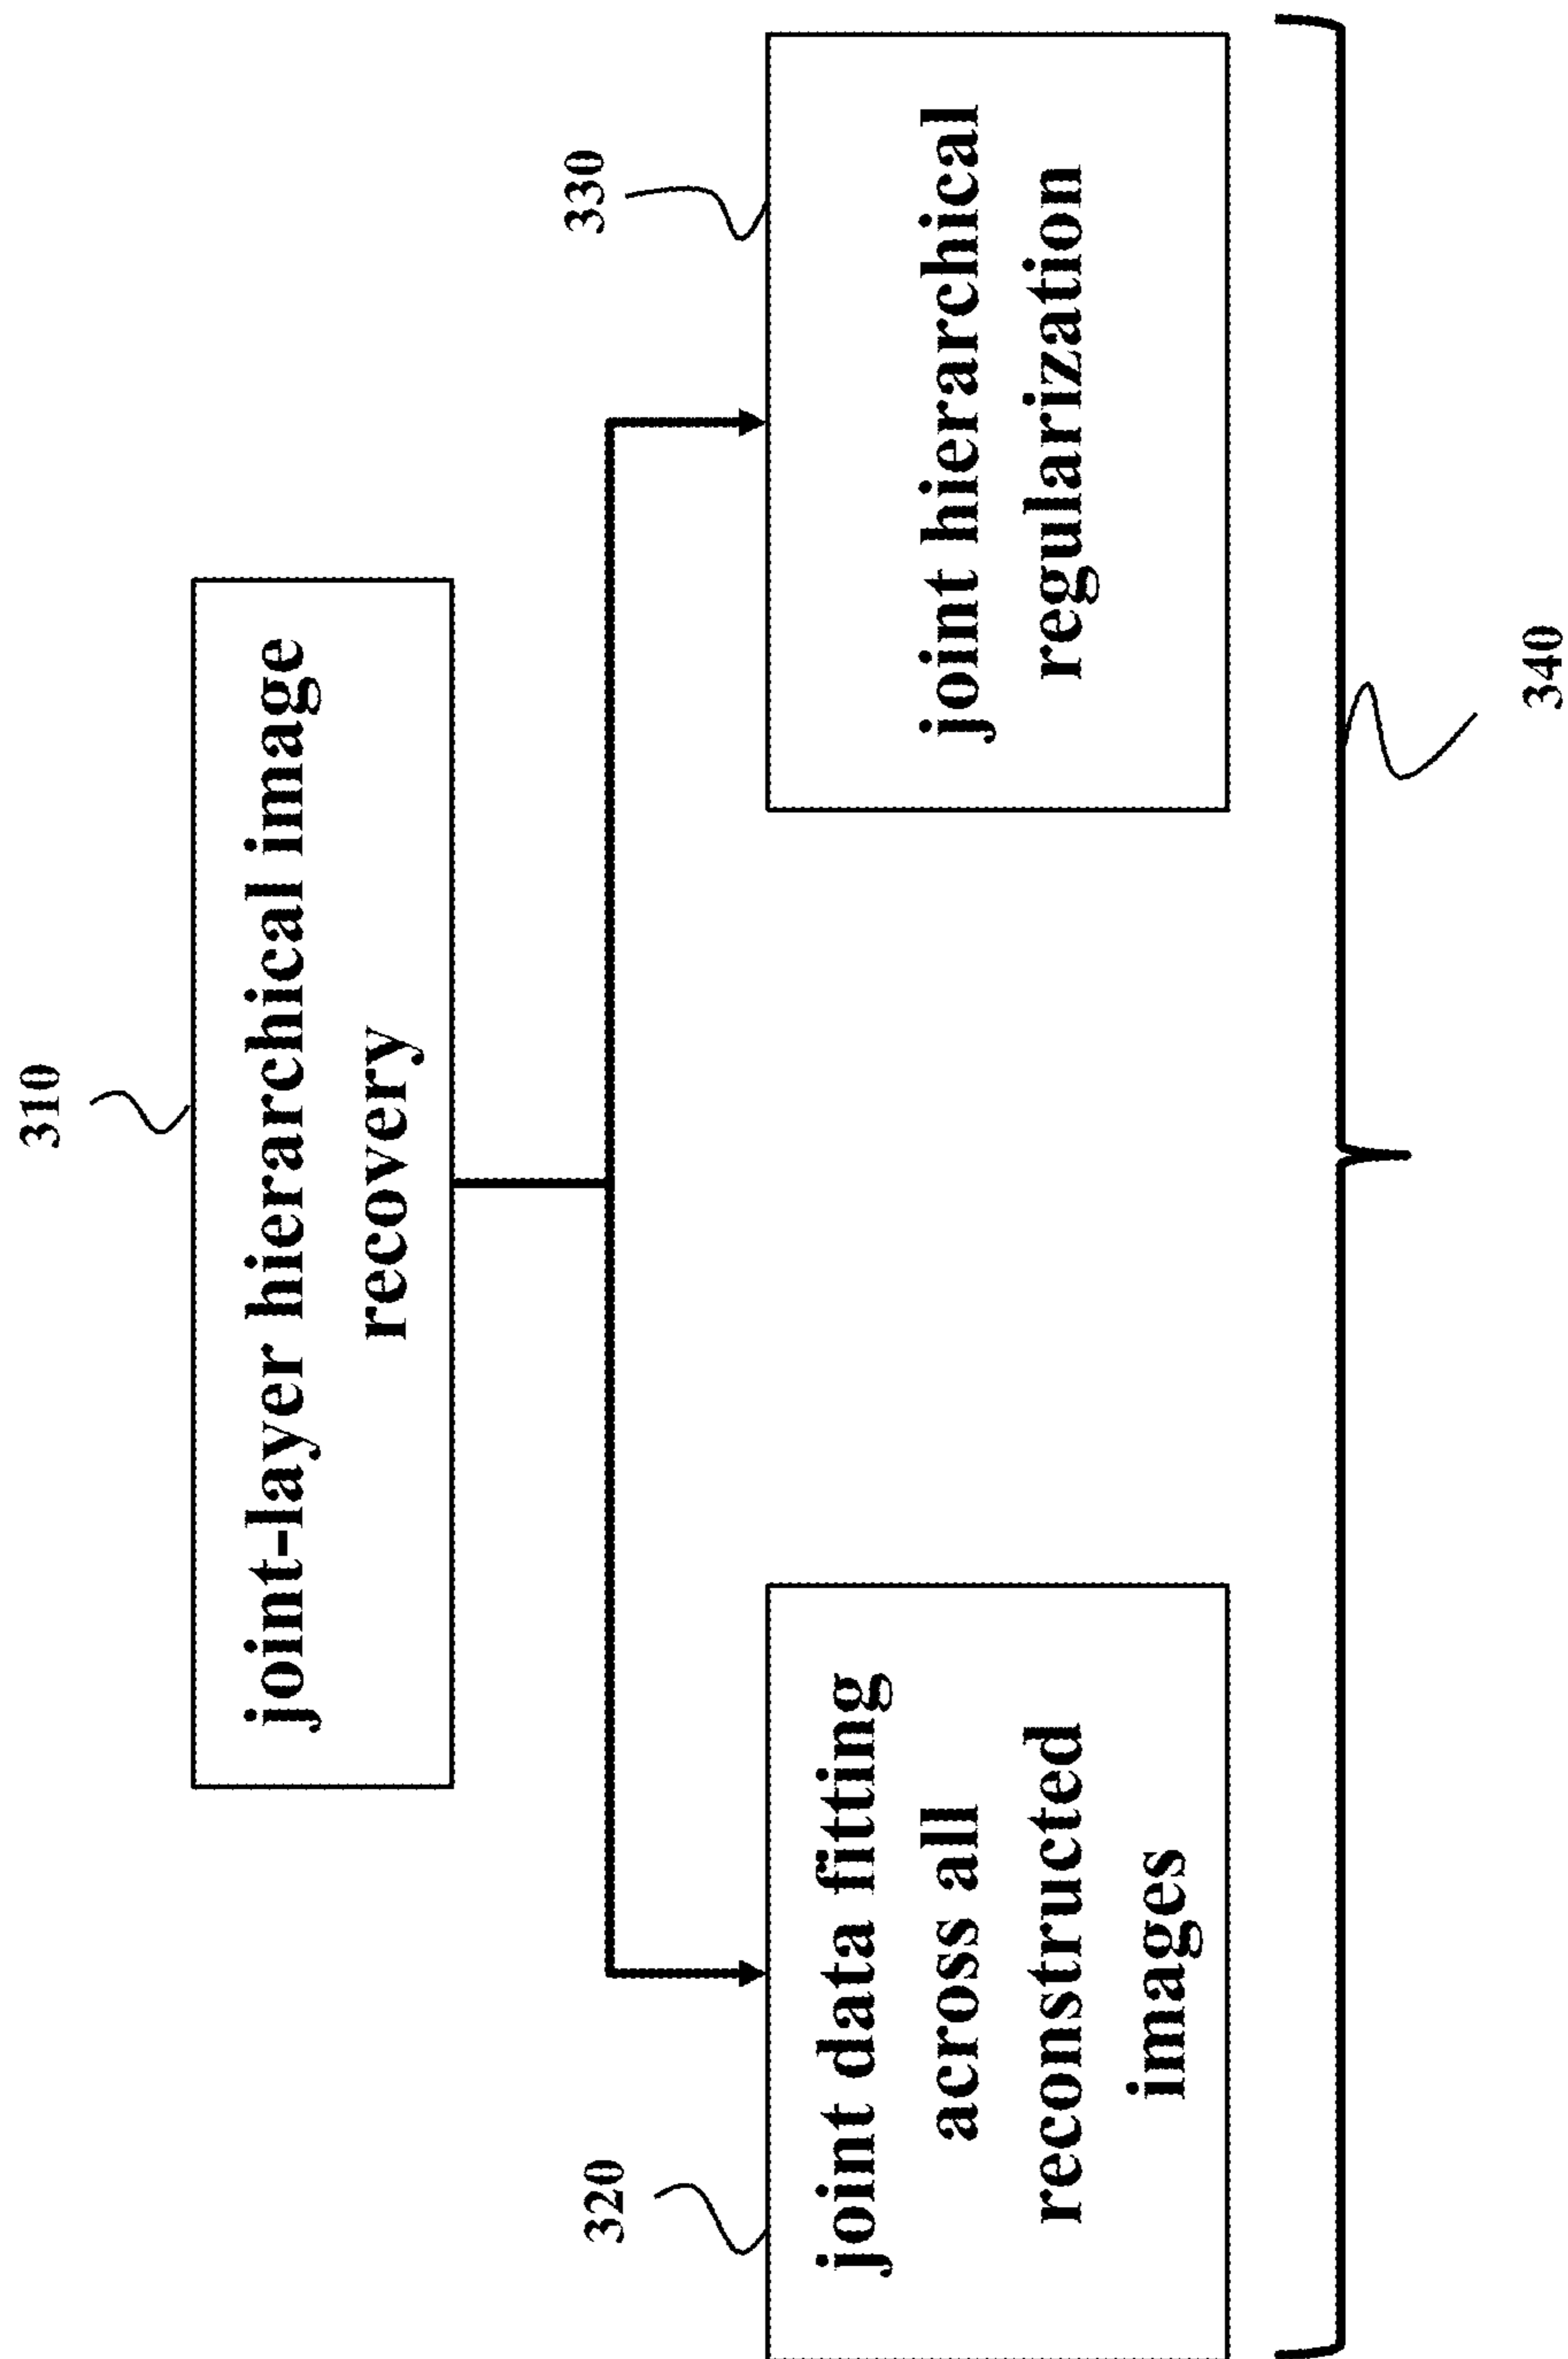 310
joint-layer hierarchical image
recovery
320
joint data fitting
across all
reconstructed
images
330
joint hierarchical
regularization
340